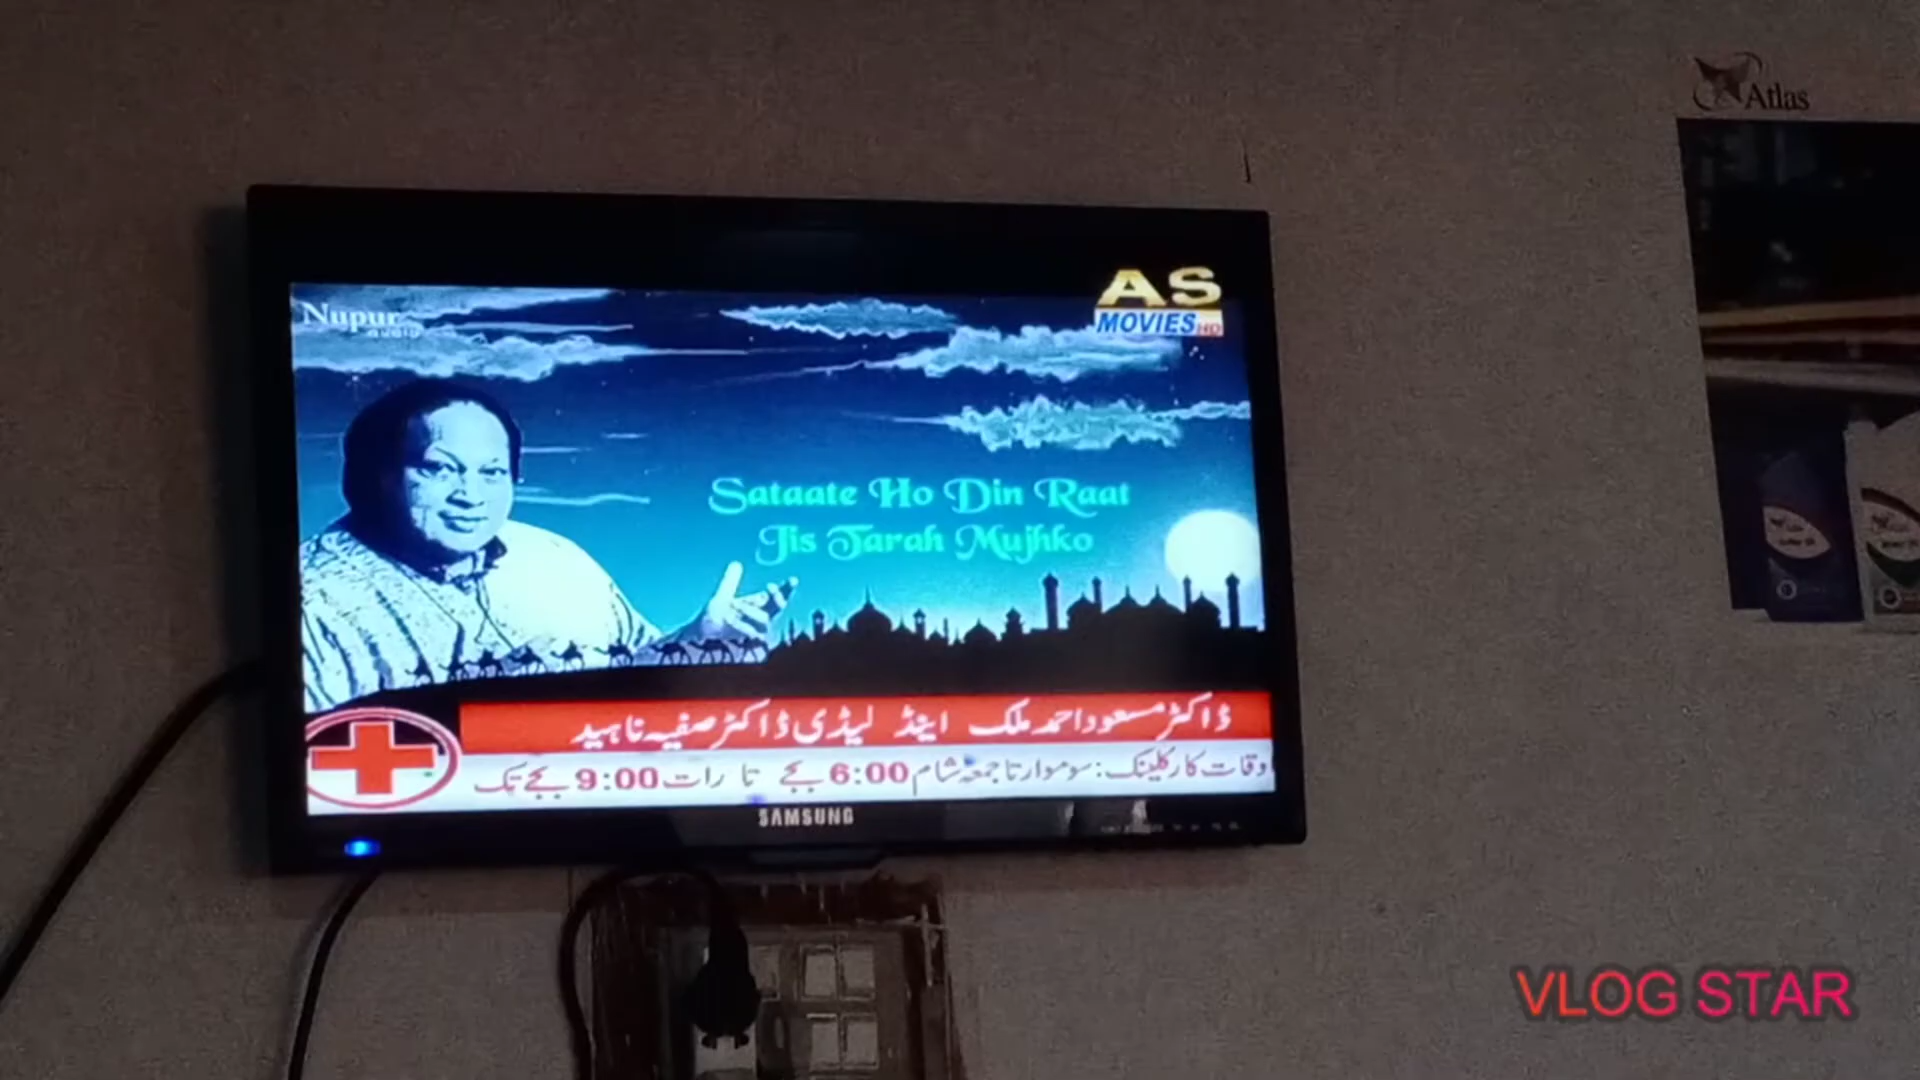 Atlas
AS
MOVIES HD
Nupur
audio
Sataate Ho Din Raat
Jis Tarah Mujhko
ڈاکٹر مسعود احمد ملک اینڈ لیڈی ڈاکٹر صفیہ ناہید
اوقات کار کلینک: سوموار تا جمعہ شام 6:00 بجے تا رات 9:00 بجے تک
SAMSUNG
VLOG STAR